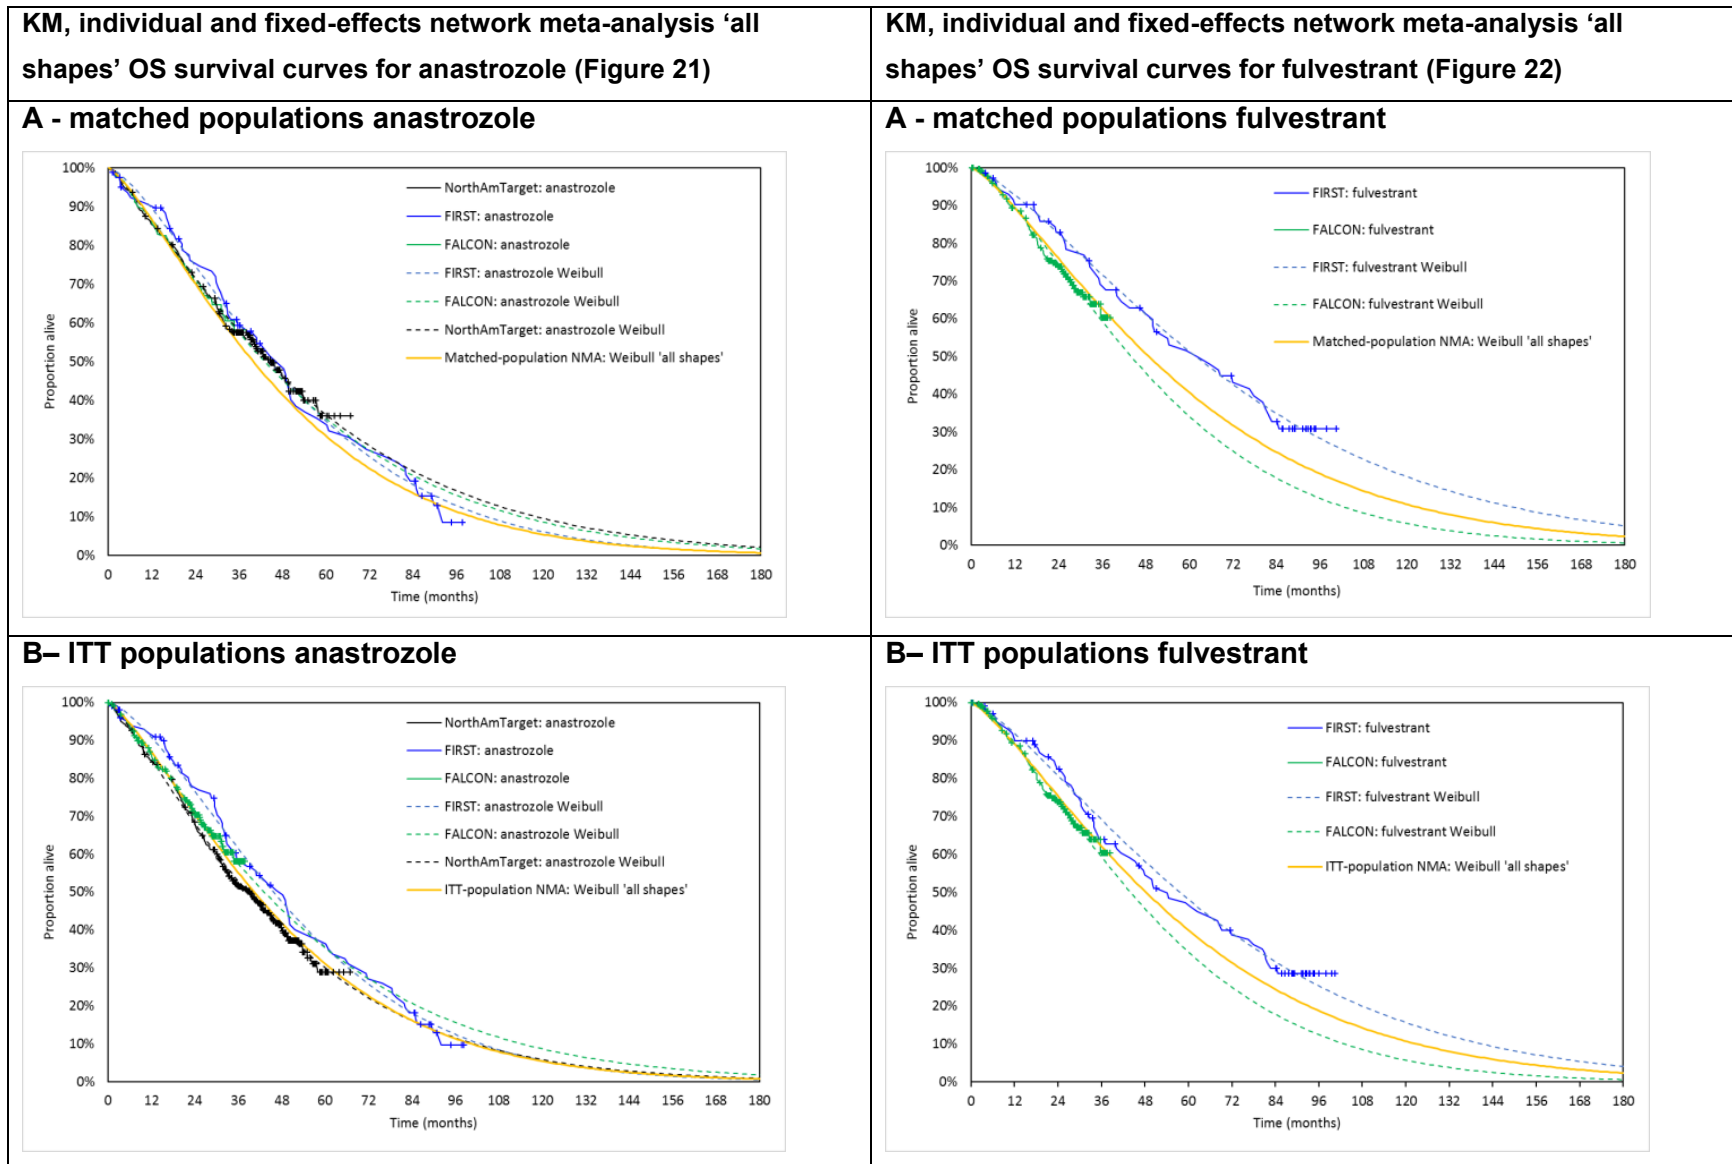 KM, individual and fixed-effects network meta-analysis ‘all
shapes’ OS survival curves for anastrozole (Figure 21)
KM, individual and fixed-effects network meta-analysis ‘all
shapes’ OS survival curves for fulvestrant (Figure 22)
A - matched populations anastrozole
100%
90%
80%
70%
60%
50%
40%
30%
20%
10%
0%
Proportion alive
NorthAmTarget: anastrozole
FIRST: anastrozole
FALCON: anastrozole
FIRST: anastrozole Weibull
FALCON: anastrozole Weibull
NorthAmTarget: anastrozole Weibull
Matched-population NMA: Weibull 'all shapes'
0 12 24 36 48 60 72 84 96 108 120 132 144 156 168 180
Time (months)
A - matched populations fulvestrant
100%
90%
80%
70%
60%
50%
40%
30%
20%
10%
0%
Proportion alive
FIRST: fulvestrant
FALCON: fulvestrant
FIRST: fulvestrant Weibull
FALCON: fulvestrant Weibull
Matched-population NMA: Weibull 'all shapes'
0 12 24 36 48 60 72 84 96 108 120 132 144 156 168 180
Time (months)
B– ITT populations anastrozole
100%
90%
80%
70%
60%
50%
40%
30%
20%
10%
0%
Proportion alive
NorthAmTarget: anastrozole
FIRST: anastrozole
FALCON: anastrozole
FIRST: anastrozole Weibull
FALCON: anastrozole Weibull
NorthAmTarget: anastrozole Weibull
ITT-population NMA: Weibull 'all shapes'
0 12 24 36 48 60 72 84 96 108 120 132 144 156 168 180
Time (months)
B– ITT populations fulvestrant
100%
90%
80%
70%
60%
50%
40%
30%
20%
10%
0%
Proportion alive
FIRST: fulvestrant
FALCON: fulvestrant
FIRST: fulvestrant Weibull
FALCON: fulvestrant Weibull
ITT-population NMA: Weibull 'all shapes'
0 12 24 36 48 60 72 84 96 108 120 132 144 156 168 180
Time (months)